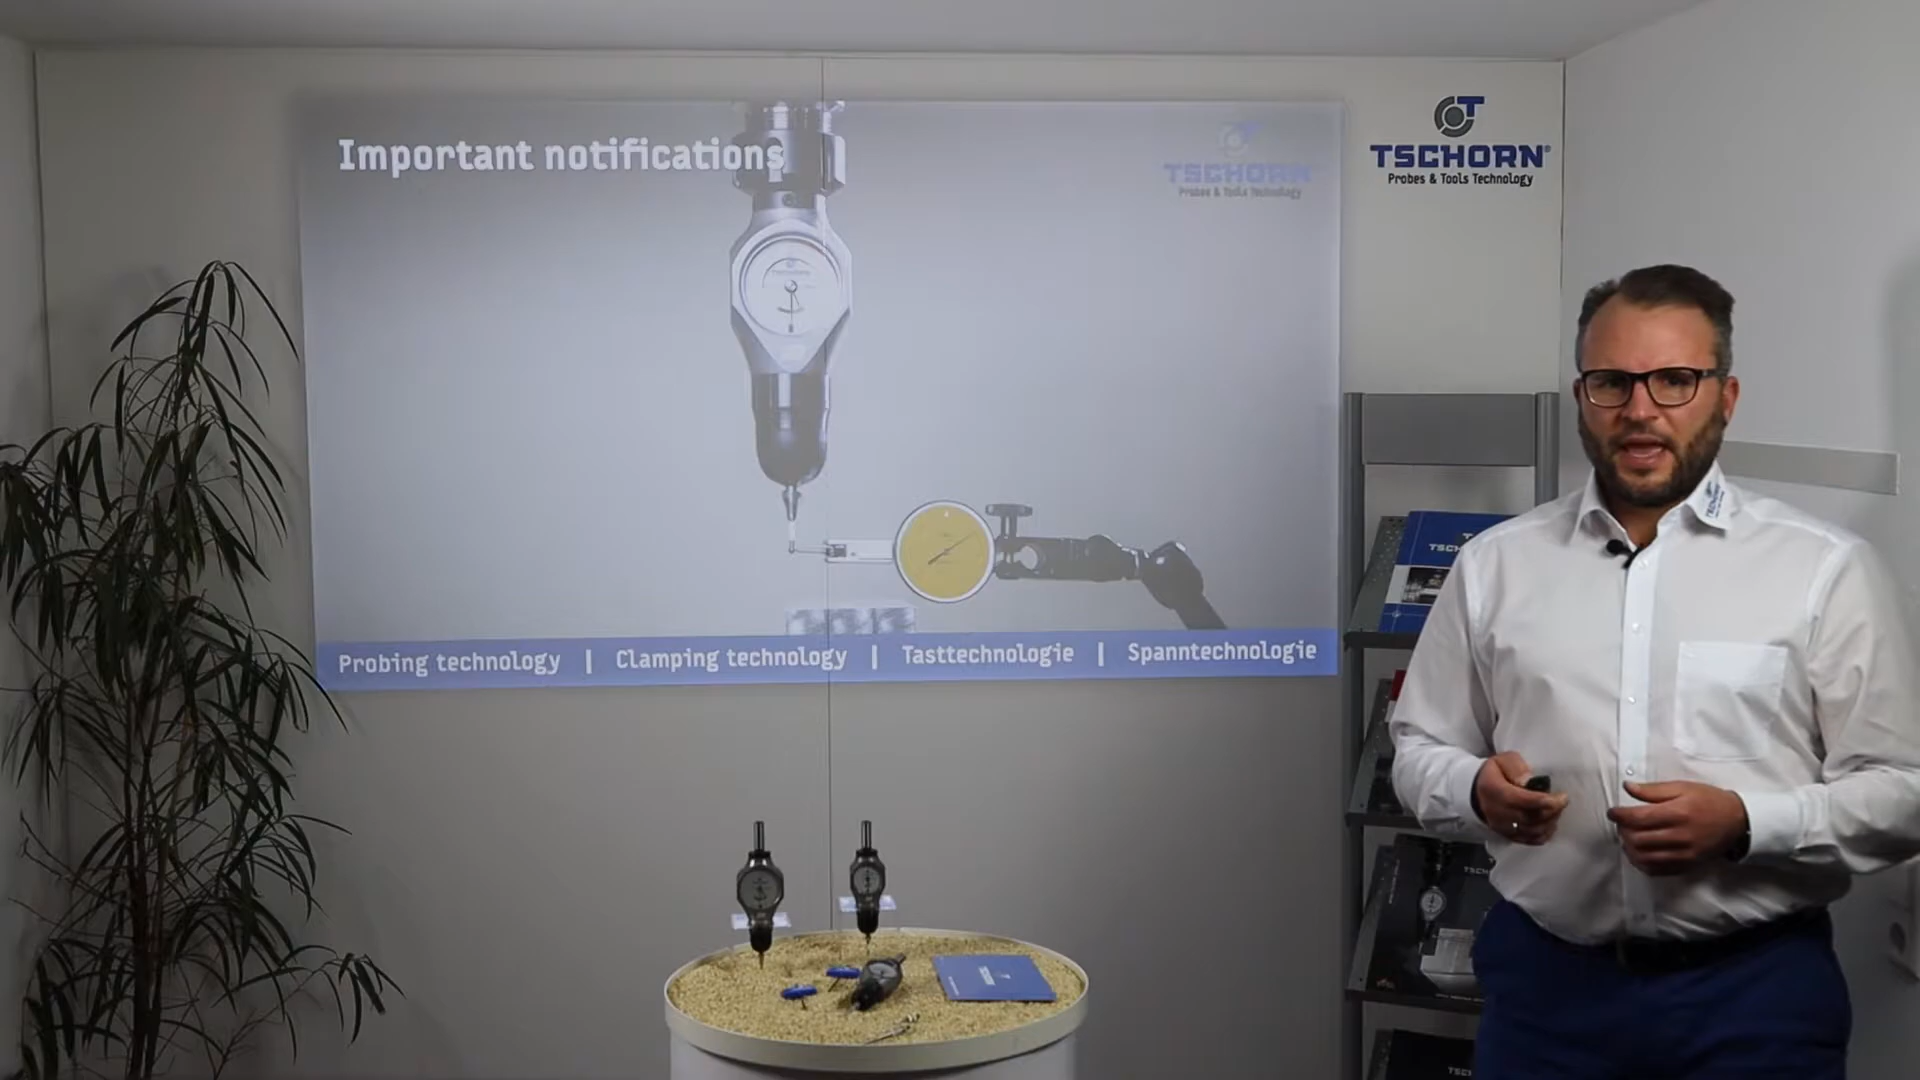 Important notifications
TSCHORN
Probes & Tools Technology
TSCHORN®
Probes & Tools Technology
Probing technology | Clamping technology | Tasttechnologie | Spanntechnologie